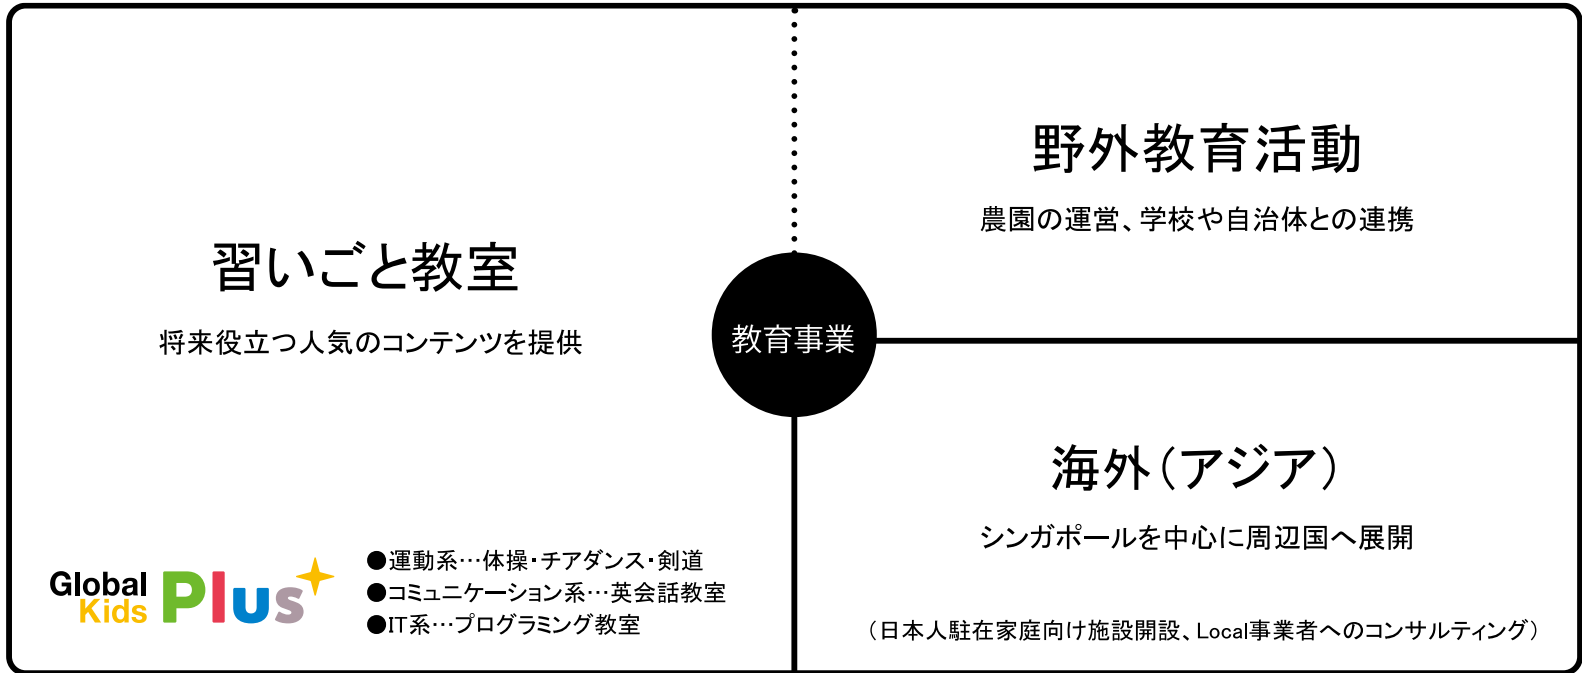 習いごと教室
将来役立つ人気のコンテンツを提供
Global
Kids
Plus
●運動系…体操・チアダンス・剣道
●コミュニケーション系…英会話教室
●IT系…プログラミング教室
教育事業
野外教育活動
農園の運営、学校や自治体との連携
海外（アジア）
シンガポールを中心に周辺国へ展開
（日本人駐在家庭向け施設開設、Local事業者へのコンサルティング）